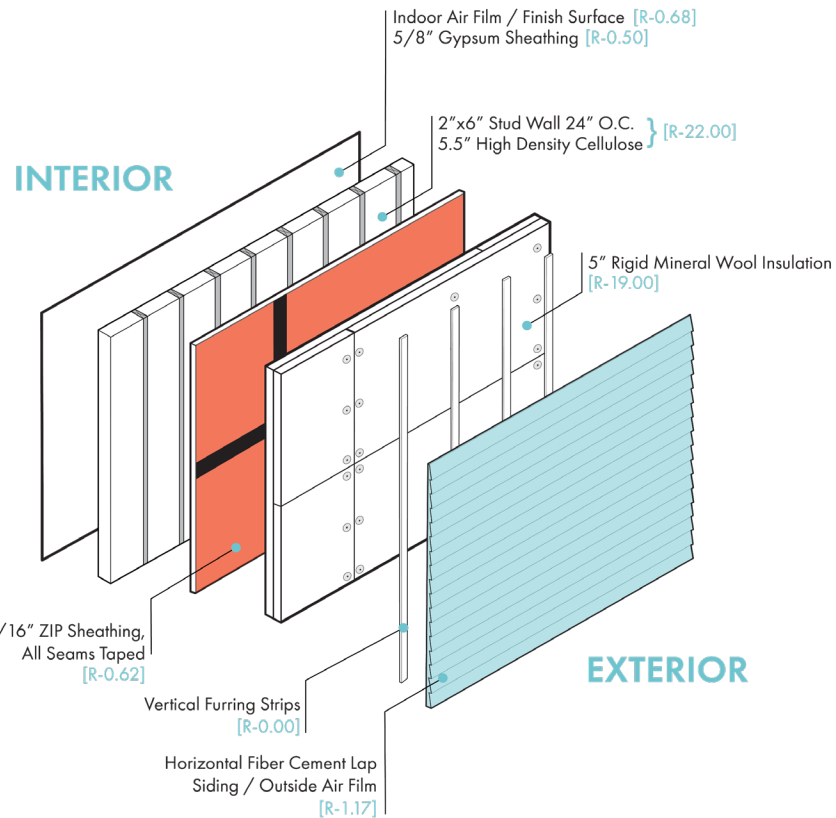 Indoor Air Film / Finish Surface [R-0.68]
5/8” Gypsum Sheathing [R-0.50]
2”x6” Stud Wall 24” O.C.
5.5” High Density Cellulose } [R-22.00]
INTERIOR
5” Rigid Mineral Wool Insulation
[R-19.00]
/16” ZIP Sheathing,
All Seams Taped
[R-0.62]
EXTERIOR
Vertical Furring Strips
[R-0.00]
Horizontal Fiber Cement Lap
Siding / Outside Air Film
[R-1.17]